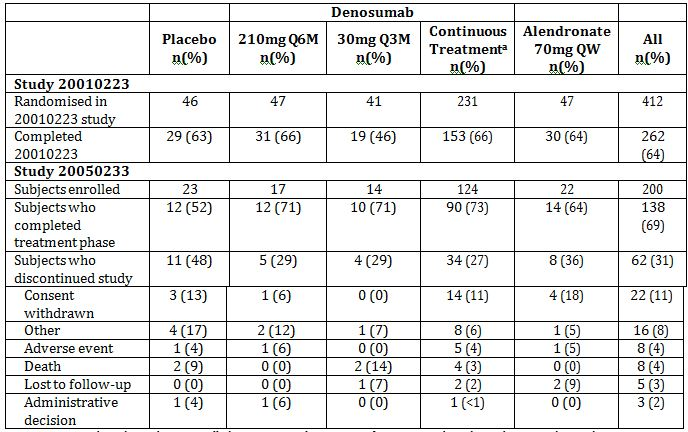 Denosumab
Placebo n(%) 210mg Q6M n(%) 30mg Q3M n(%) Continuous Treatmentᵃ n(%) Alendronate 70mg QW n(%) All n(%)
Study 20010223
Randomised in 20010223 study 46 47 41 231 47 412
Completed 20010223 29 (63) 31 (66) 19 (46) 153 (66) 30 (64) 262 (64)
Study 20050233
Subjects enrolled 23 17 14 124 22 200
Subjects who completed treatment phase 12 (52) 12 (71) 10 (71) 90 (73) 14 (64) 138 (69)
Subjects who discontinued study 11 (48) 5 (29) 4 (29) 34 (27) 8 (36) 62 (31)
Consent withdrawn 3 (13) 1 (6) 0 (0) 14 (11) 4 (18) 22 (11)
Other 4 (17) 2 (12) 1 (7) 8 (6) 1 (5) 16 (8)
Adverse event 1 (4) 1 (6) 0 (0) 5 (4) 1 (5) 8 (4)
Death 2 (9) 0 (0) 2 (14) 4 (3) 0 (0) 8 (4)
Lost to follow-up 0 (0) 0 (0) 1 (7) 2 (2) 2 (9) 5 (3)
Administrative decision 1 (4) 1 (6) 0 (0) 1 (<1) 0 (0) 3 (2)